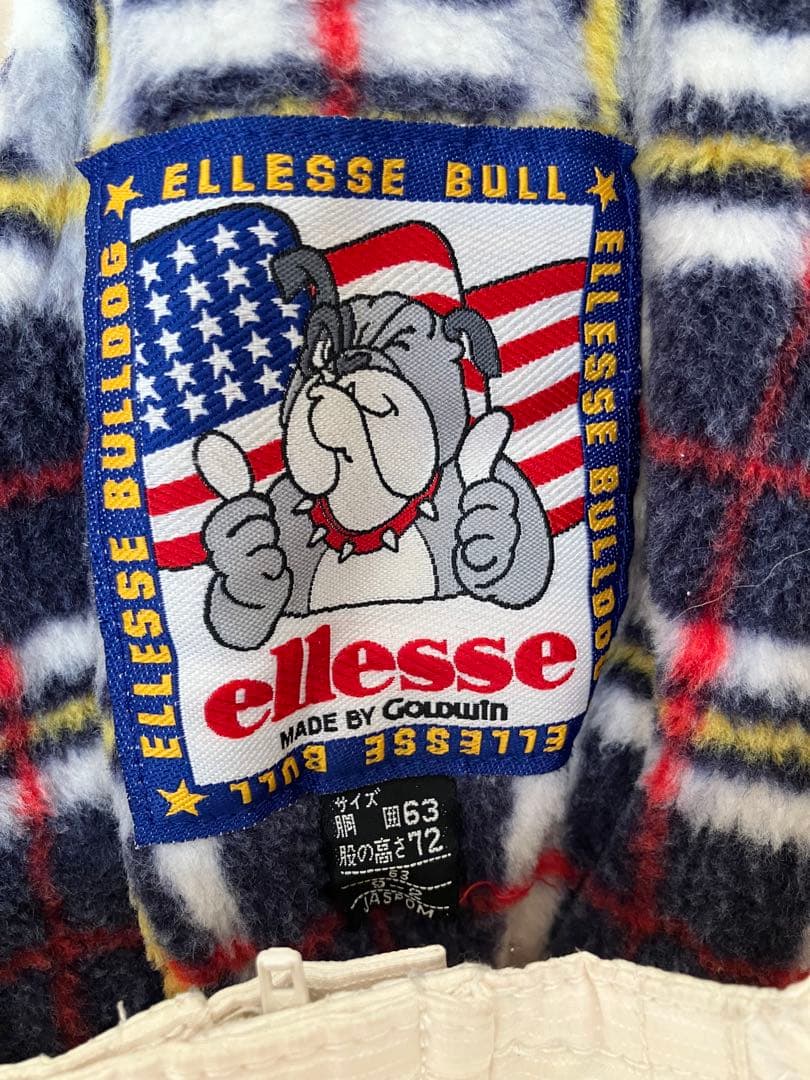 ELLESSE BULL
ELLESSE BULLDOG
ELLESSE BULLDOG
ellesse
MADE BY GOLDWIN
ELLESSE BULL
サイズ
胴 囲63
股の高さ72
JASPOM